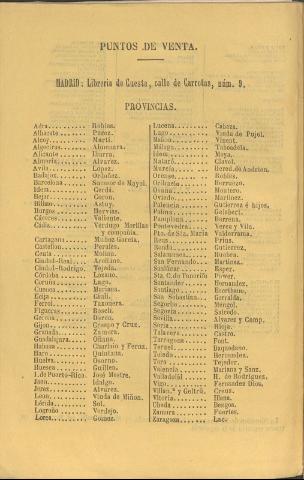 PUNTOS DE VENTA.
MADRID: Libreria de Cuesta, calle de Carretas, núm. 9.
PROVINCIAS.
Adra.......... Robles.
Albacete........ Perez.
Alcoy.......... Martí.
Algeciras....... Almenara.
Alicante........ Ibarra.
Almería......... Alvarez.
Avila.......... Lopez.
Badajoz......... Ordoñez.
Barcelona....... Sucesor de Mayol.
Idem.......... Cerdá.
Bejar.......... Coron.
Bilbao.......... Astuy.
Burgos......... Hervias.
Cáceres......... Valiente.
Cádiz.......... Verdugo Morillas
y compañía.
Cartagena....... Muñoz Garcia.
Castellon....... Perales.
Ceuta.......... Molina.
Ciudad-Real..... Arellano.
Ciudad-Rodrigo.. Tejeda.
Córdoba......... Lozano.
Coruña......... Lago.
Cuenca......... Mariana.
Ecija.......... Giuli.
Ferrol.......... Taxonera.
Figueras........ Bosch.
Gerona......... Dorca.
Gijon.......... Crespo y Cruz.
Granada......... Zamora.
Guadalajara..... Oñana.
Habana......... Charlain y Fernz.
Haro.......... Quintana.
Huelva......... Osorno.
Huesca......... Guillen.
I. de Puerto-Rico. José Mestre.
Jaen.......... Idalgo.
Jerez.......... Alvarez.
Leon.......... Viuda de Miñon.
Lérida.......... Sol.
Logroño......... Verdejo.
Lorca.......... Gomez.
Lucena......... Cabeza.
Lugo.......... Viuda de Pujol.
Mahon.......... Vinent.
Málaga......... Taboadela.
Idem.......... Moya.
Mataró......... Clavel.
Murcia......... Hered. de Andrion.
Orense......... Robles.
Orihuela........ Berruezo.
Osuna.......... Montero.
Oviedo......... Martinez.
Palencia........ Gutierrez é hijos.
Palma.......... Gelabert.
Pamplona........ Barrena.
Pontevedra...... Verea y Vila.
Pto. de Sta. María Valderrama.
Reus.......... Prius.
Ronda.......... Gutierrez.
Salamanca....... Huebra.
San Fernando.... Martinez.
Sanlúcar........ Esper.
Sta. C. de Tenerife Power.
Santander....... Hernandez.
Santiago........ Escribano.
San Sebastian... Garralda.
Segorbe......... Mengol.
Segovia......... Salcedo.
Sevilla......... Alvarez y Comp.
Soria.......... Rioja.
Talavera........ Castro.
Tarragona....... Font.
Teruel.......... Baquedano.
Toledo.......... Hernandez.
Toro.......... Tejedor.
Valencia........ Mariana y Sanz.
Valladolid...... H. de Rodriguez.
Vigo.......... Fernandez Dios.
Villan.ª y Geltrú. Creus.
Vitoria......... Illana.
Ubeda.......... Bengoa.
Zamora......... Fuertes.
Zaragoza........ Lac.